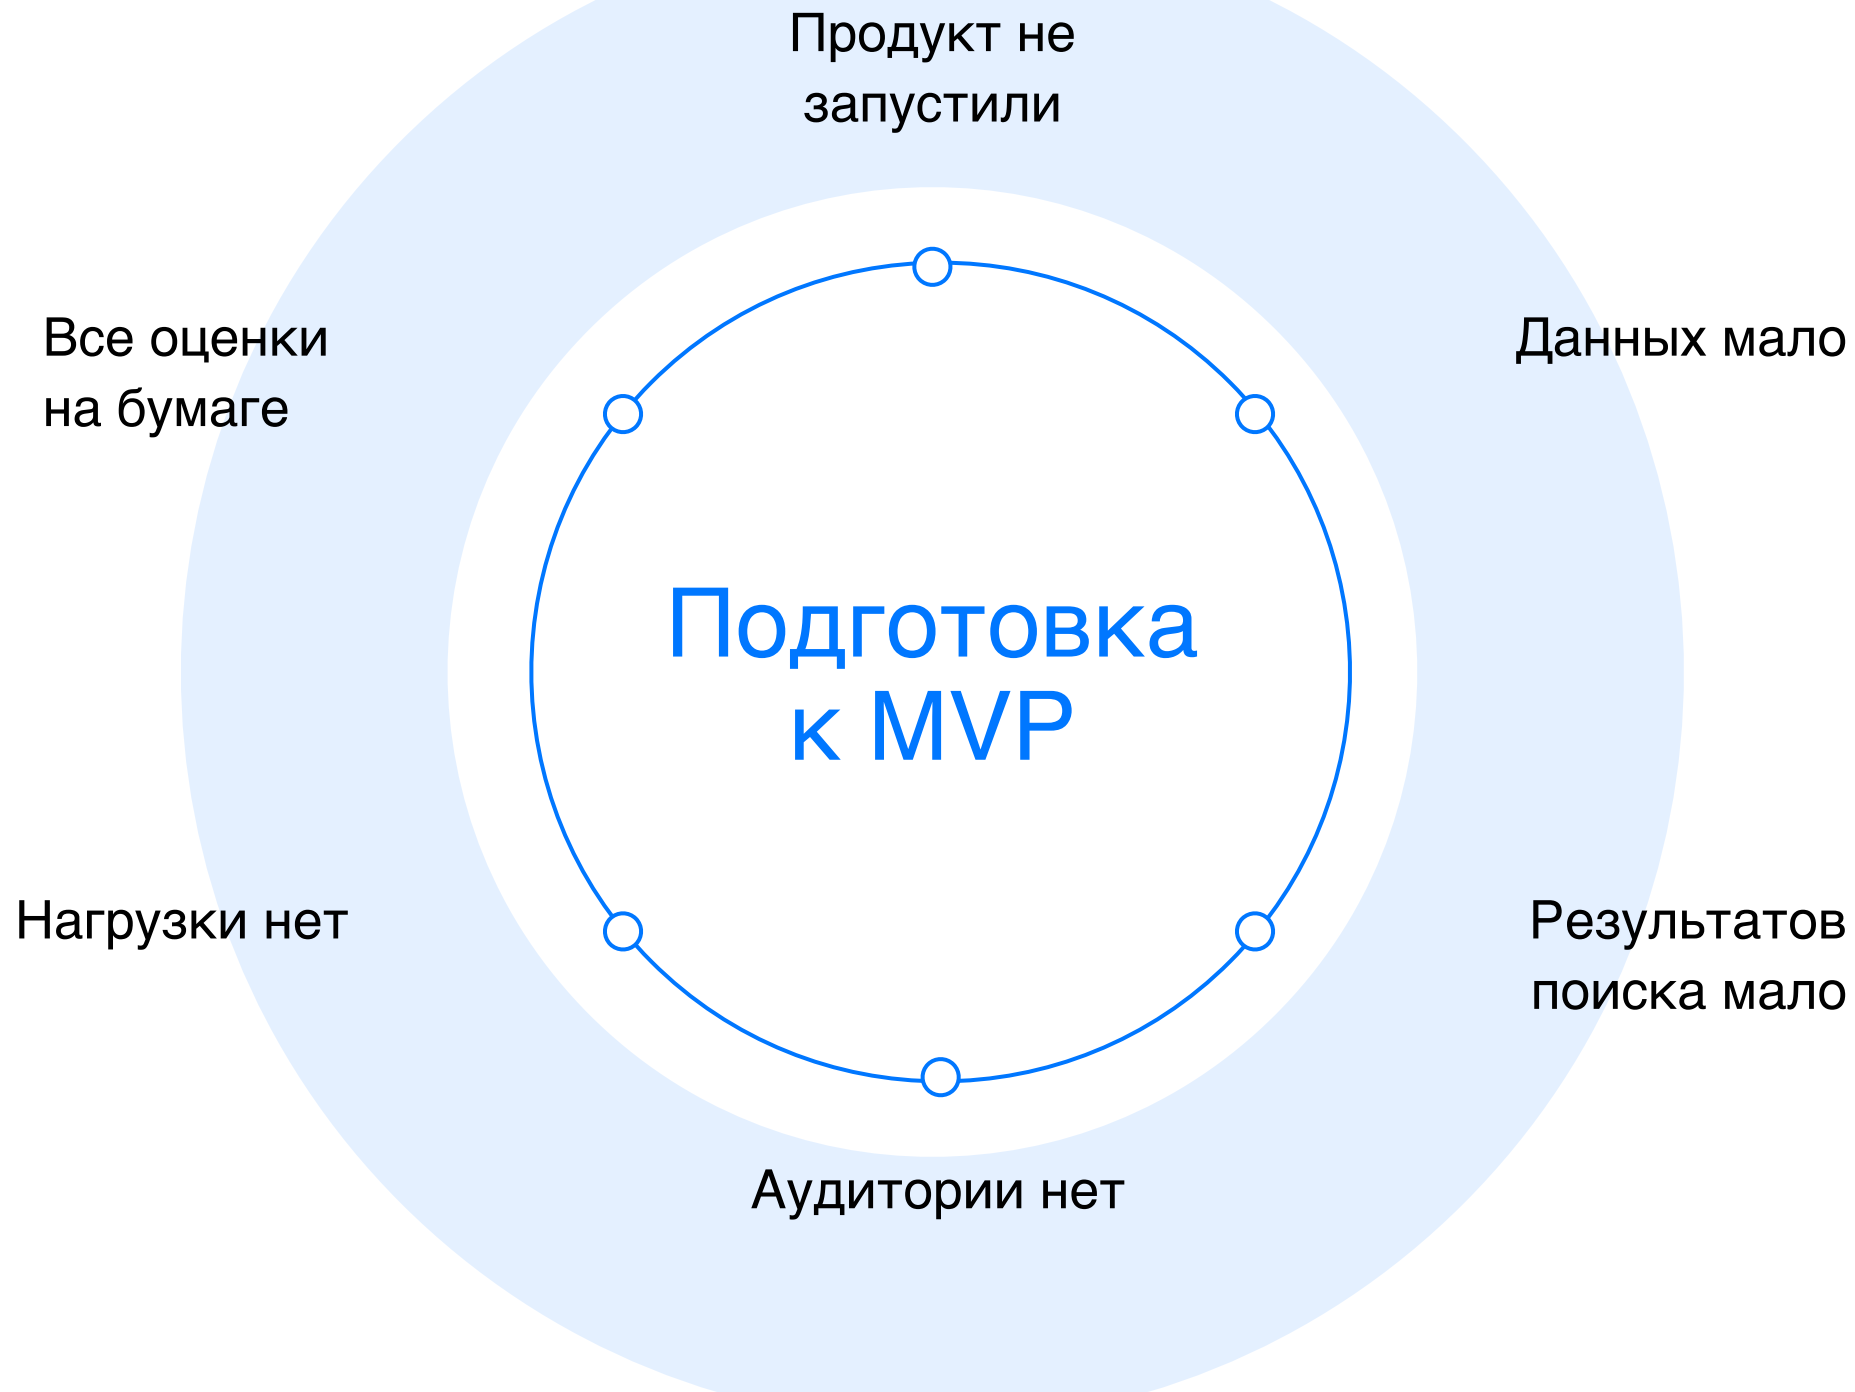 Продукт не
запустили
Все оценки
на бумаге
Данных мало
Подготовка
к MVP
Нагрузки нет
Результатов
поиска мало
Аудитории нет